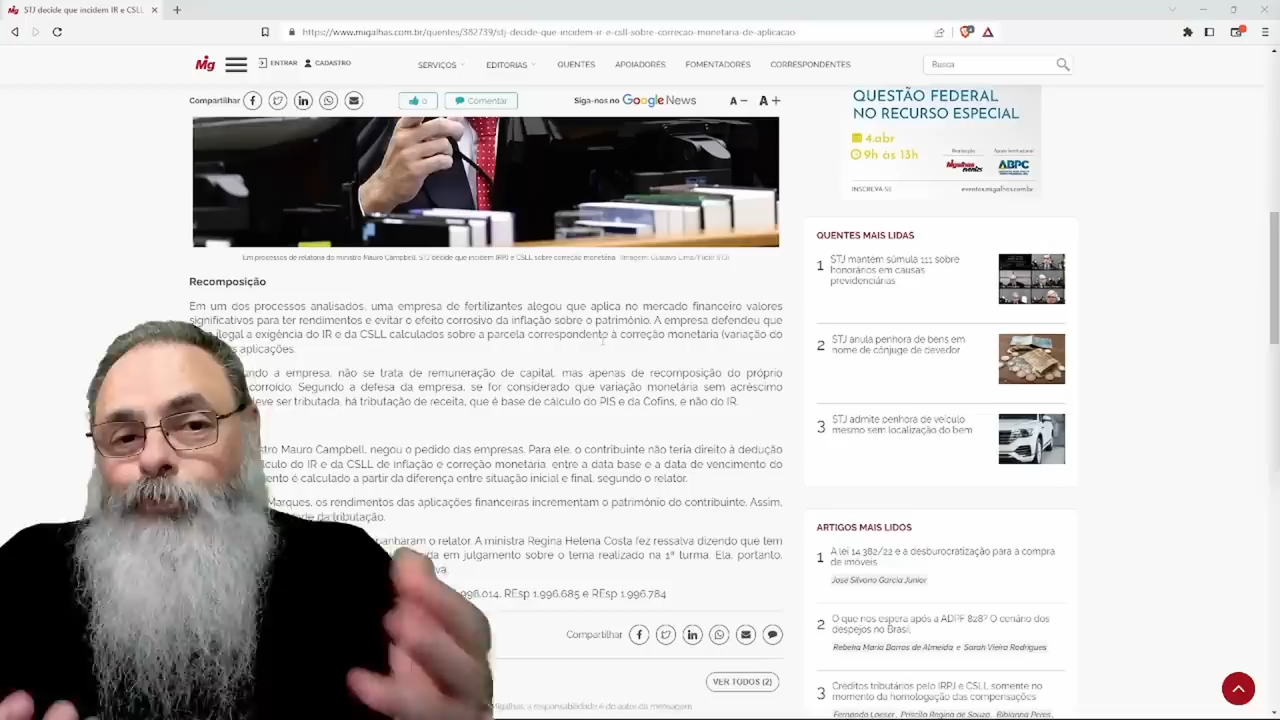 STJ decide que incidem IR e CSLL
https://www.migalhas.com.br/quentes/382739/stj-decide-que-incidem-ir-e-csll-sobre-correcao-monetaria-de-aplicacao
Mig
ENTRAR
CADASTRO
SERVIÇOS
EDITORIAS
QUENTES
APOIADORES
FOMENTADORES
CORRESPONDENTES
Busca
Compartilhar
0
Comentar
Siga-nos no Google News
A−
A+
Em processos de relatoria do ministro Mauro Campbell, STJ decide que incidem IRPJ e CSLL sobre correção monetária. (Imagem: Gustavo Lima/Flickr STJ)
Recomposição
Em um dos processos analisados, uma empresa de fertilizantes alegou que aplica no mercado financeiro valores
significativos para ter rendimentos e evitar o efeito corrosivo da inflação sobre o patrimônio. A empresa defendeu que
ilegal a exigência do IR e da CSLL calculados sobre a parcela correspondente à correção monetária (variação do
s aplicações.
ndo a empresa, não se trata de remuneração de capital, mas apenas de recomposição do próprio
corroído. Segundo a defesa da empresa, se for considerado que variação monetária sem acréscimo
eve ser tributada, há tributação de receita, que é base de cálculo do PIS e da Cofins, e não do IR.
stro Mauro Campbell, negou o pedido das empresas. Para ele, o contribuinte não teria direito à dedução
culo do IR e da CSLL de inflação e correção monetária, entre a data base e a data de vencimento do
ento é calculado a partir da diferença entre situação inicial e final, segundo o relator.
Marques, os rendimentos das aplicações financeiras incrementam o patrimônio do contribuinte. Assim,
de da tributação.
panharam o relator. A ministra Regina Helena Costa fez ressalva dizendo que tem
da em julgamento sobre o tema realizado na 1ª turma. Ela, portanto,
va.
.996.014, REsp 1.996.685 e REsp 1.996.784
Compartilhar
VER TODOS (2)
Migalhas, a responsabilidade é do autor da mensagem.
QUESTÃO FEDERAL
NO RECURSO ESPECIAL
4.abr
9h às 13h
Realização
Apoio Institucional
Migalhas eventos
ABPC
INSCREVA-SE
eventos.migalhas.com.br
QUENTES MAIS LIDAS
1 STJ mantém súmula 111 sobre
honorários em causas
previdenciárias
2 STJ anula penhora de bens em
nome de cônjuge de devedor
3 STJ admite penhora de veículo
mesmo sem localização do bem
ARTIGOS MAIS LIDOS
1 A lei 14.382/22 e a desburocratização para a compra
de imóveis
José Silvano Garcia Junior
2 O que nos espera após a ADPF 828? O cenário dos
despejos no Brasil.
Rebeka Maria Barros de Almeida e Sarah Vieira Rodrigues
3 Créditos tributários pelo IRPJ e CSLL somente no
momento da homologação das compensações
Fernanda Laeser, Priscila Regina de Souza, Bibianna Peres,